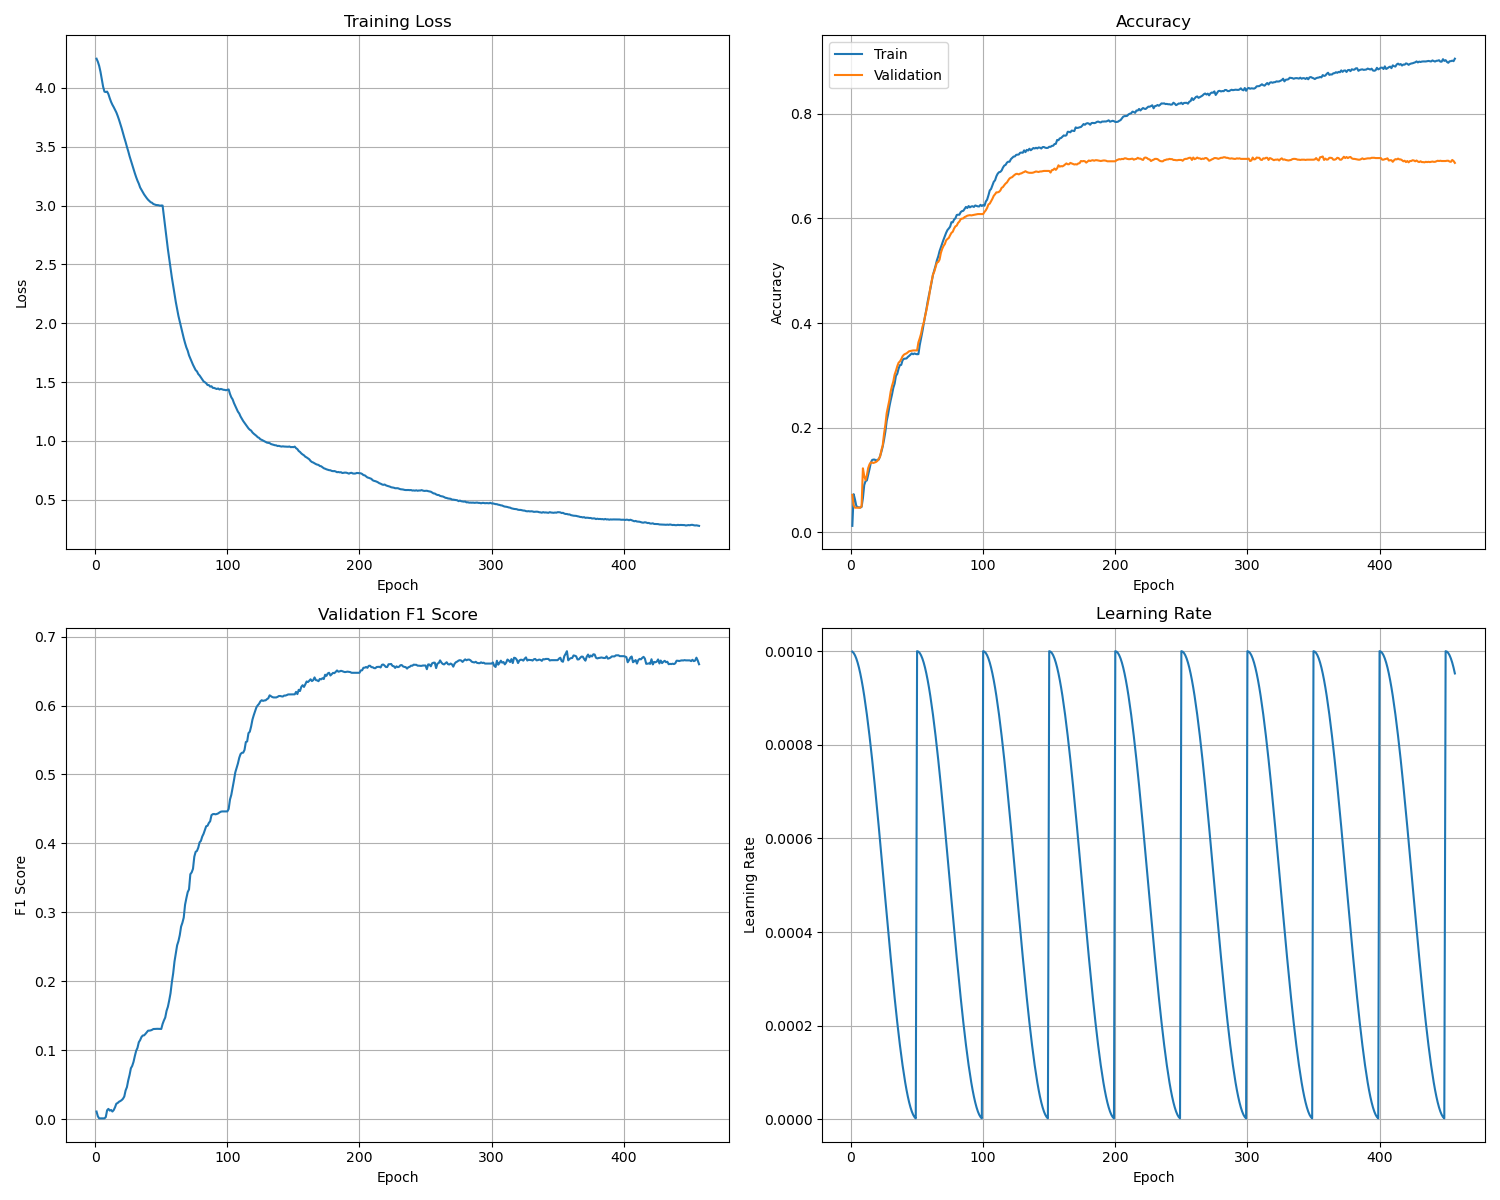 Training Loss
Loss
4.0
3.5
3.0
2.5
2.0
1.5
1.0
0.5
0 100 200 300 400
Epoch
Accuracy
Train
Validation
Accuracy
0.8
0.6
0.4
0.2
0.0
0 100 200 300 400
Epoch
Validation F1 Score
F1 Score
0.7
0.6
0.5
0.4
0.3
0.2
0.1
0.0
0 100 200 300 400
Epoch
Learning Rate
Learning Rate
0.0010
0.0008
0.0006
0.0004
0.0002
0.0000
0 100 200 300 400
Epoch